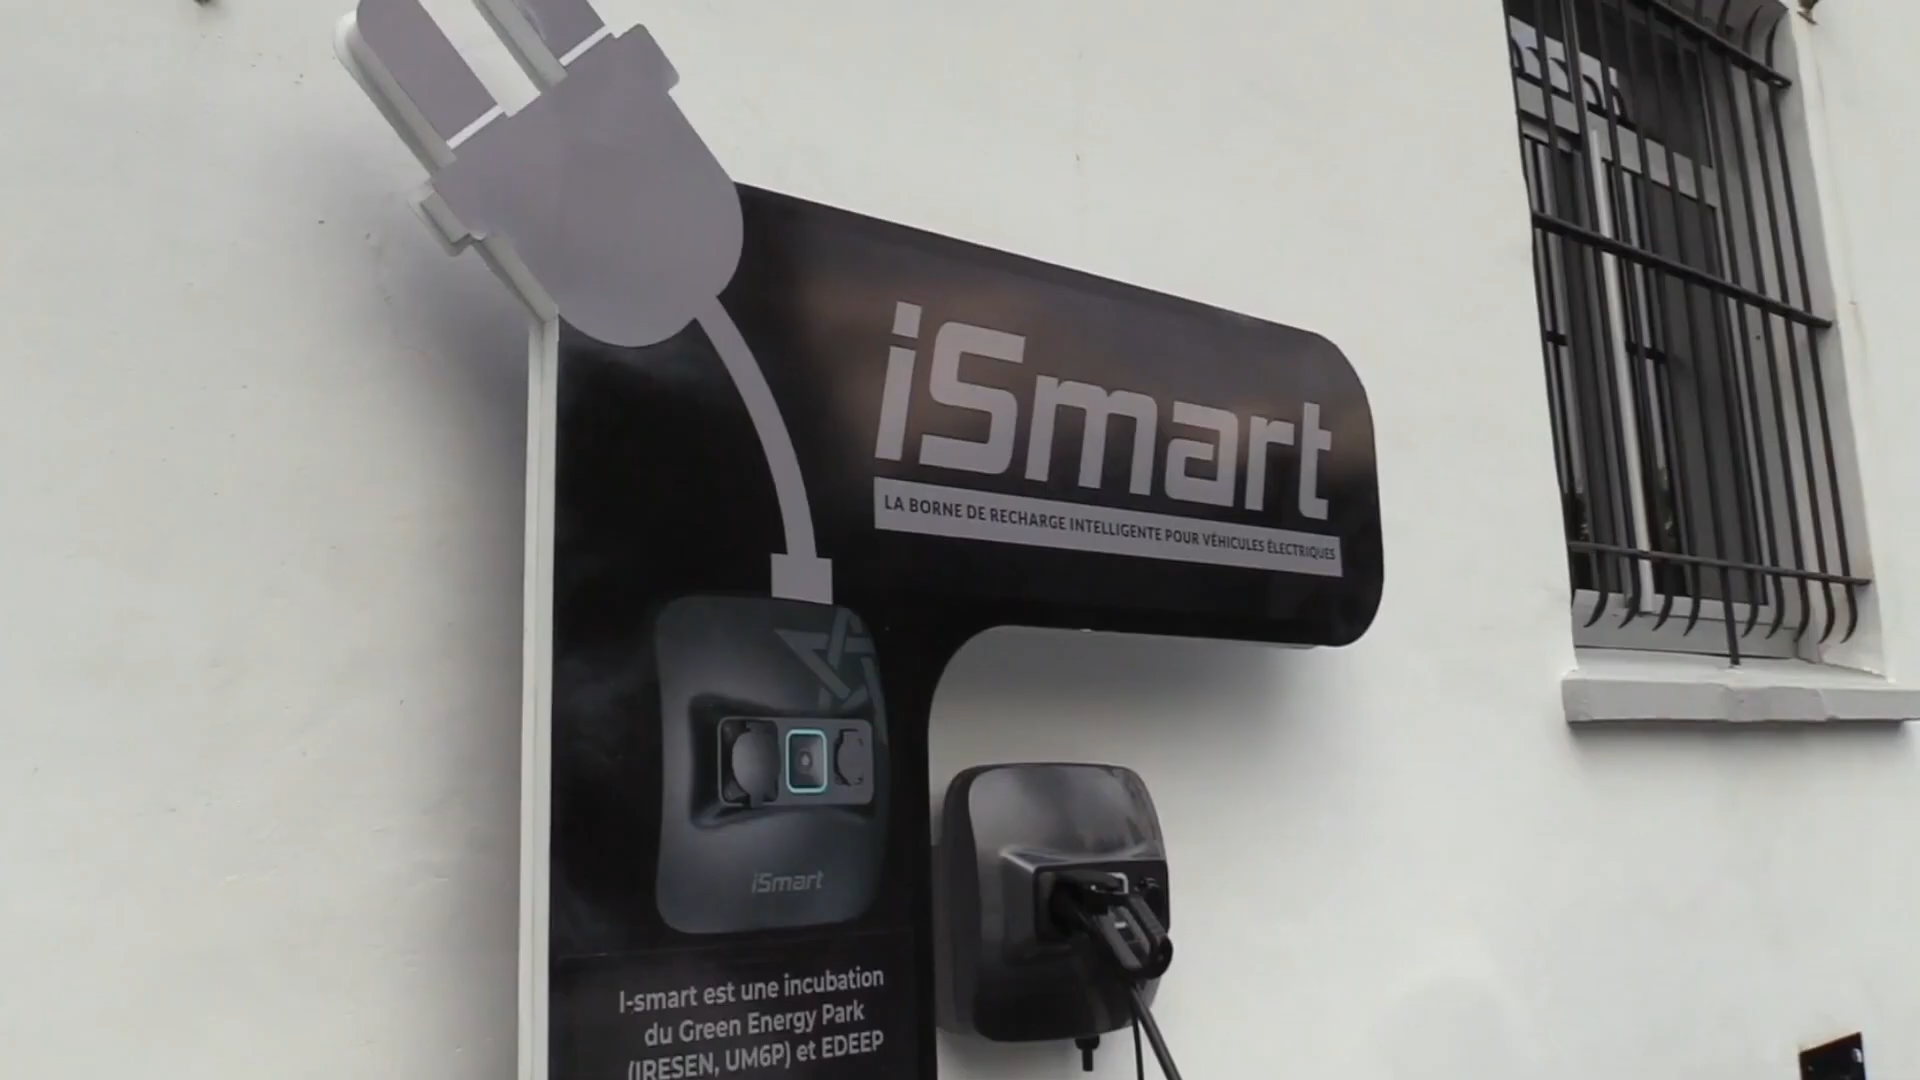 iSmart
LA BORNE DE RECHARGE INTELLIGENTE POUR VÉHICULES ÉLECTRIQUES
iSmart
I-smart est une incubation
du Green Energy Park
(IRESEN, UM6P) et EDEEP